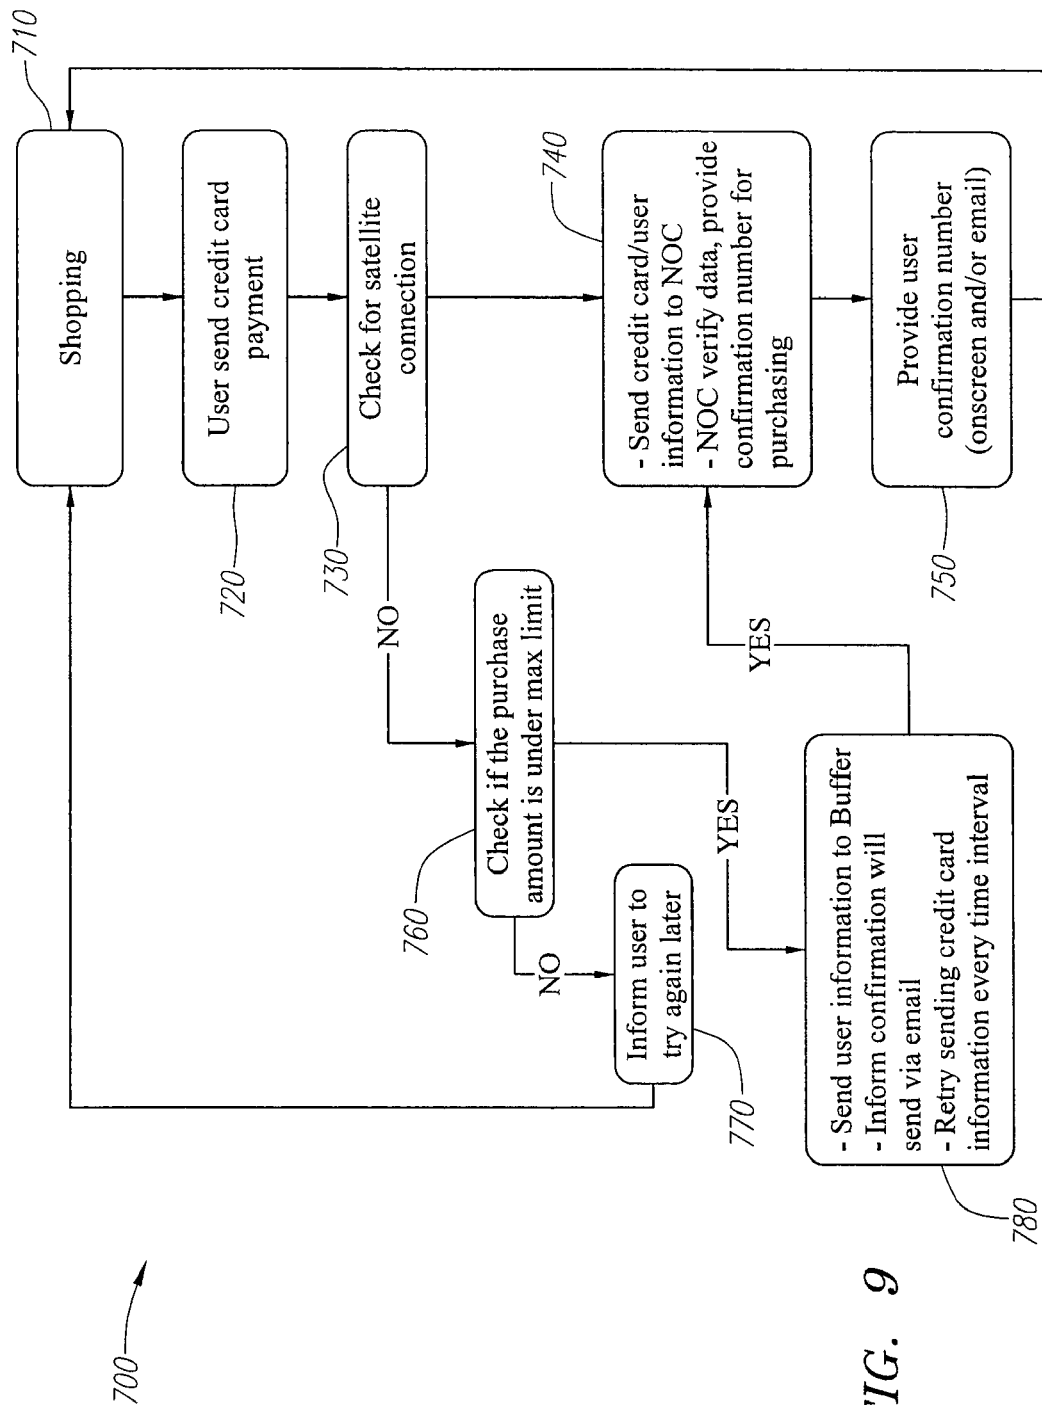 700
710
Shopping
720
User send credit card
payment
730
Check for satellite
connection
NO
740
- Send credit card/user
information to NOC
- NOC verify data, provide
confirmation number for
purchasing
750
Provide user
confirmation number
(onscreen and/or email)
760
Check if the purchase
amount is under max limit
NO
YES
770
Inform user to
try again later
780
- Send user information to Buffer
- Inform confirmation will
send via email
- Retry sending credit card
information every time interval
YES
FIG. 9